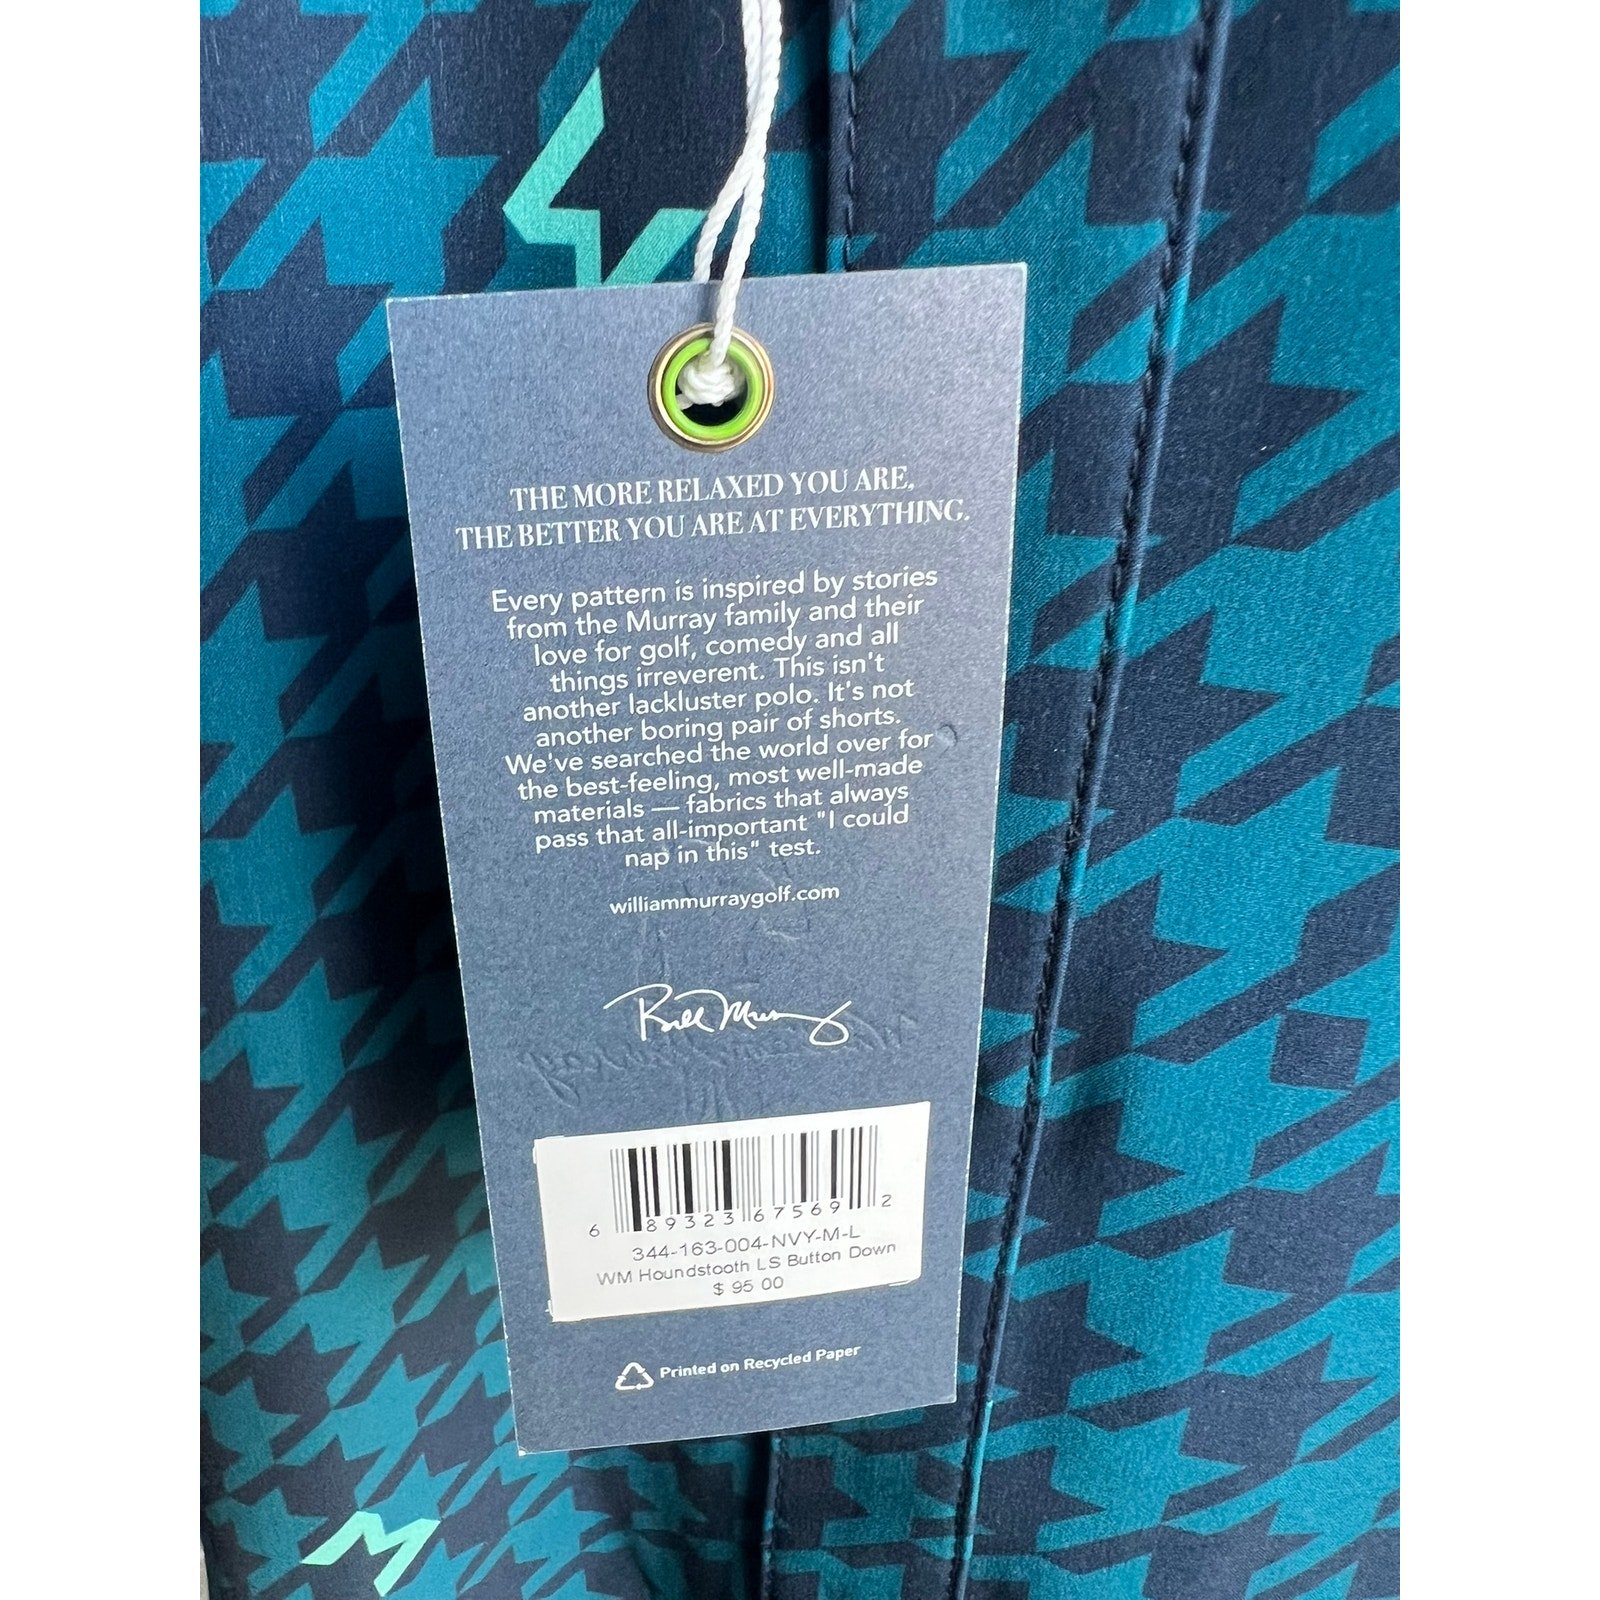 THE MORE RELAXED YOU ARE,
THE BETTER YOU ARE AT EVERYTHING.
Every pattern is inspired by stories
from the Murray family and their
love for golf, comedy and all
things irreverent. This isn't
another lackluster polo. It's not
another boring pair of shorts.
We've searched the world over for
the best-feeling, most well-made
materials — fabrics that always
pass that all-important "I could
nap in this" test.
williammurraygolf.com
Bill Murray
6 89323 67569 2
344-163-004-NVY-M-L
WM Houndstooth LS Button Down
$ 95 00
Printed on Recycled Paper
M